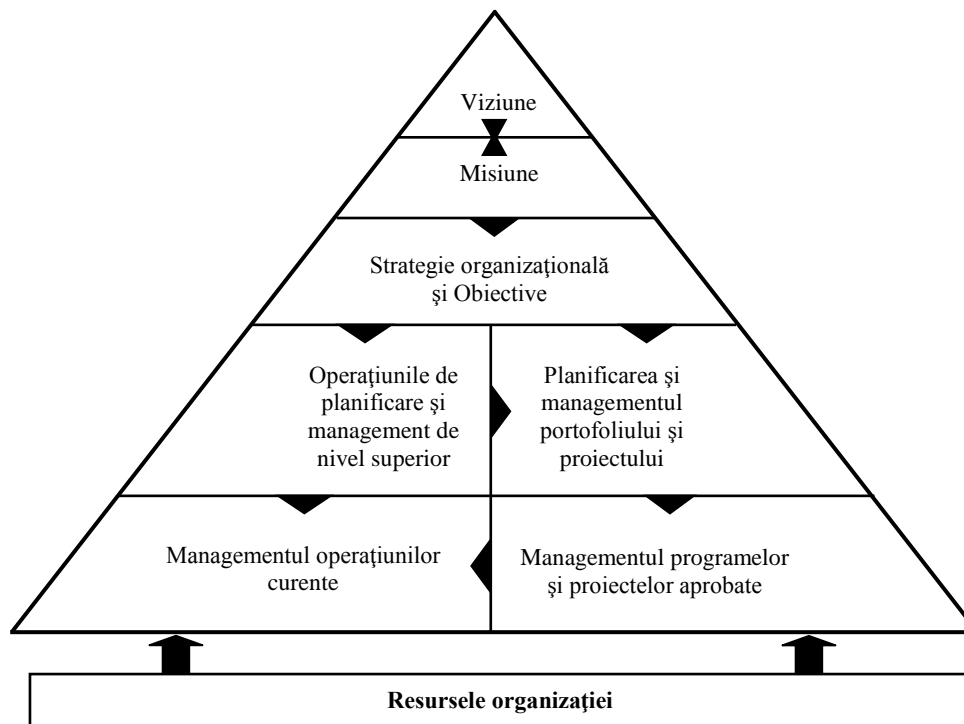 Viziune
Misiune
Strategie organizaţională
şi Obiective
Operaţiunile de
planificare şi
management de
nivel superior
Planificarea şi
managementul
portofoliului şi
proiectului
Managementul operaţiunilor
curente
Managementul programelor
şi proiectelor aprobate
Resursele organizaţiei